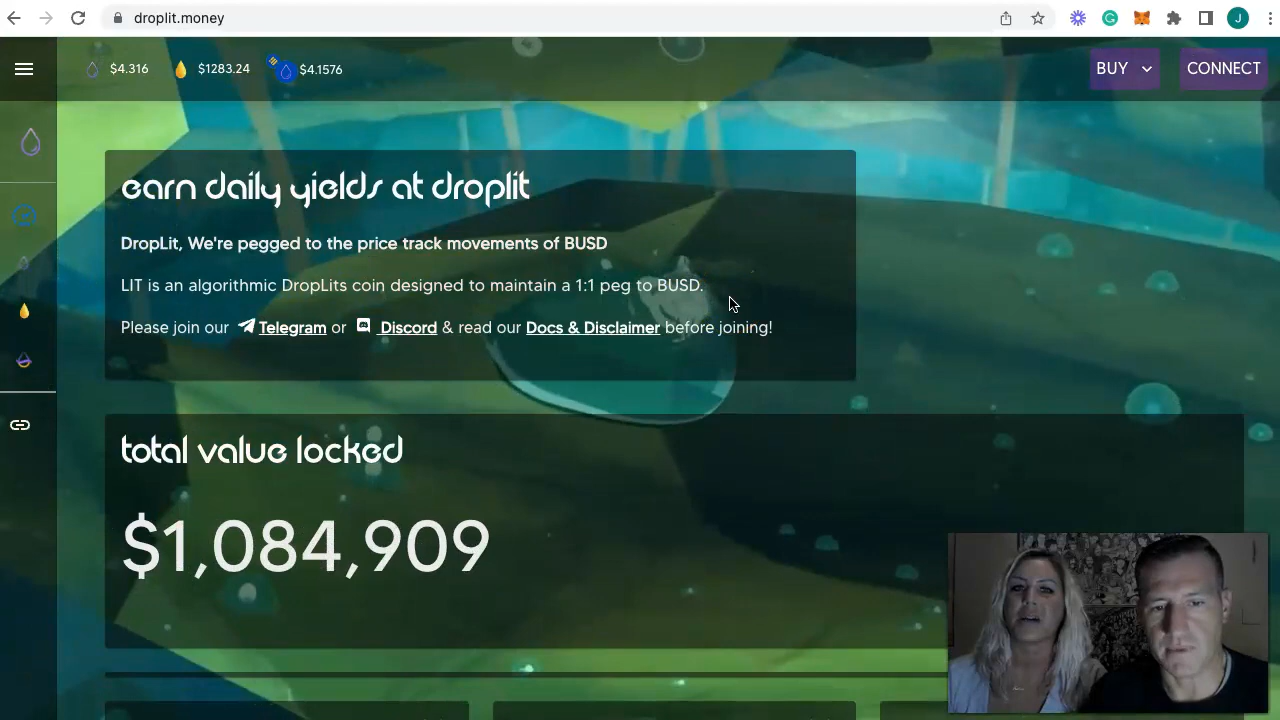 droplit.money
J
$4.316
$1283.24
$4.1576
BUY
CONNECT
earn daily yields at droplit
DropLit, We're pegged to the price track movements of BUSD
LIT is an algorithmic DropLits coin designed to maintain a 1:1 peg to BUSD.
Please join our Telegram or Discord & read our Docs & Disclaimer before joining!
total value locked
$1,084,909